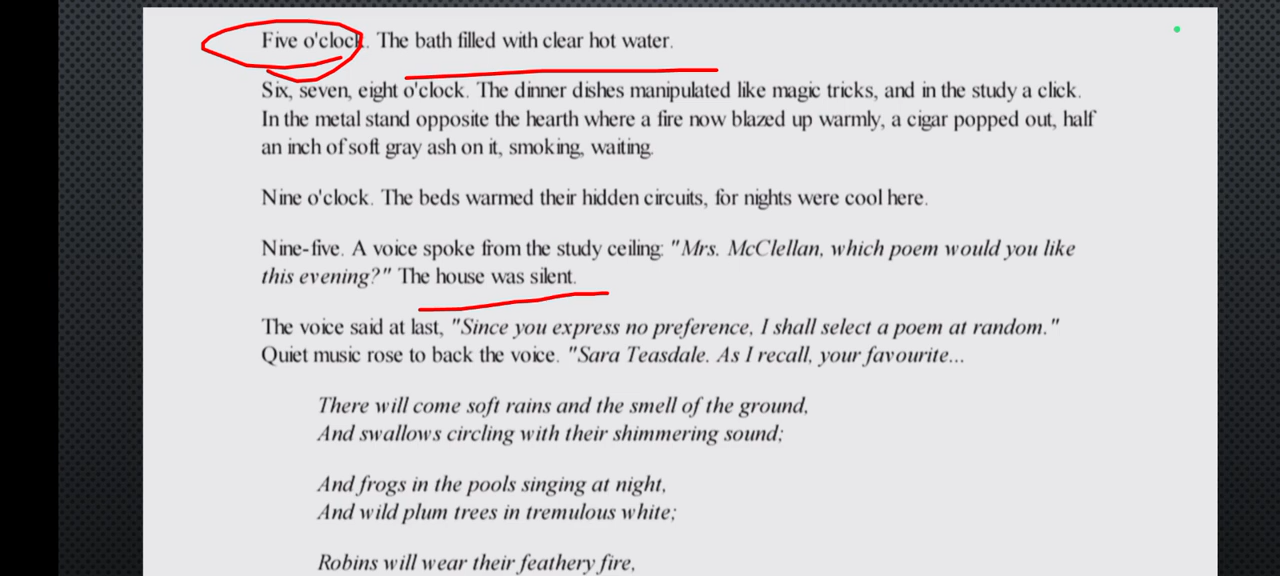 Five o'clock. The bath filled with clear hot water.
Six, seven, eight o'clock. The dinner dishes manipulated like magic tricks, and in the study a click.
In the metal stand opposite the hearth where a fire now blazed up warmly, a cigar popped out, half
an inch of soft gray ash on it, smoking, waiting.
Nine o'clock. The beds warmed their hidden circuits, for nights were cool here.
Nine-five. A voice spoke from the study ceiling: "Mrs. McClellan, which poem would you like
this evening?" The house was silent.
The voice said at last, "Since you express no preference, I shall select a poem at random."
Quiet music rose to back the voice. "Sara Teasdale. As I recall, your favourite...
There will come soft rains and the smell of the ground,
And swallows circling with their shimmering sound;
And frogs in the pools singing at night,
And wild plum trees in tremulous white;
Robins will wear their feathery fire,